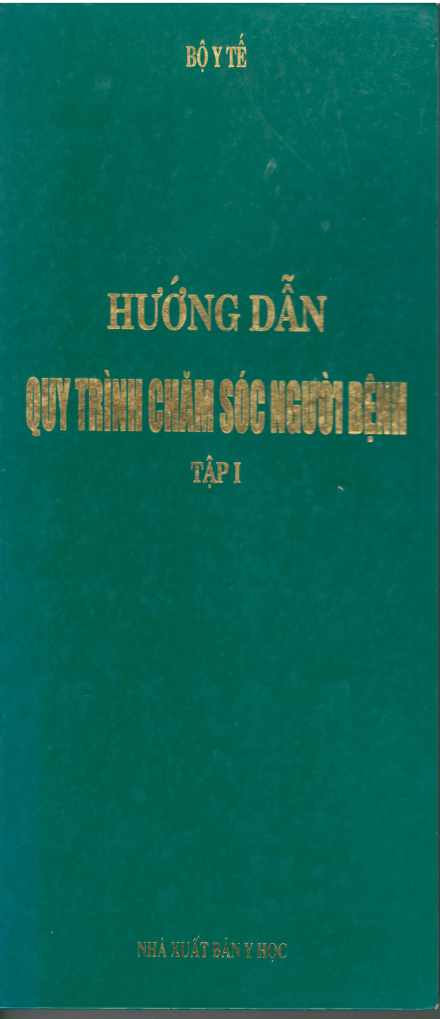 BỘ Y TẾ
HƯỚNG DẪN
QUY TRÌNH CHĂM SÓC NGƯỜI BỆNH
TẬP I
NHÀ XUẤT BẢN Y HỌC